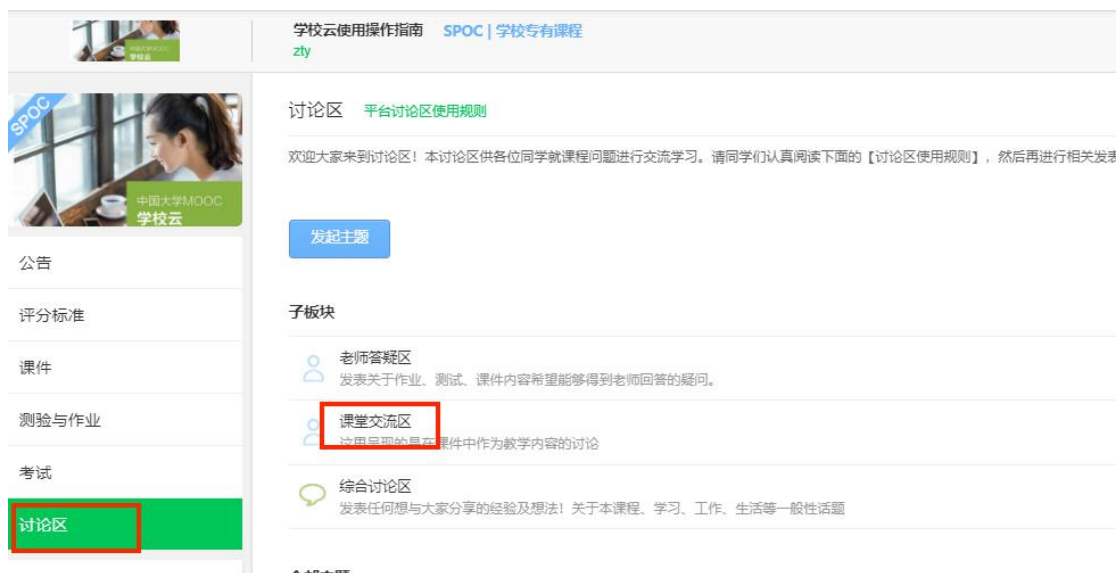 学校云使用操作指南 SPOC | 学校专有课程
zty
SPOC
中国大学MOOC
学校云
公告
评分标准
课件
测验与作业
考试
讨论区
讨论区 平台讨论区使用规则
欢迎大家来到讨论区！本讨论区供各位同学就课程问题进行交流学习。请同学们认真阅读下面的【讨论区使用规则】，然后再进行相关发表
发起主题
子板块
老师答疑区
发表关于作业、测试、课件内容希望能够得到老师回答的疑问。
课堂交流区
这里呈现的是在课件中作为教学内容的讨论
综合讨论区
发表任何想与大家分享的经验及想法！关于本课程、学习、工作、生活等一般性话题